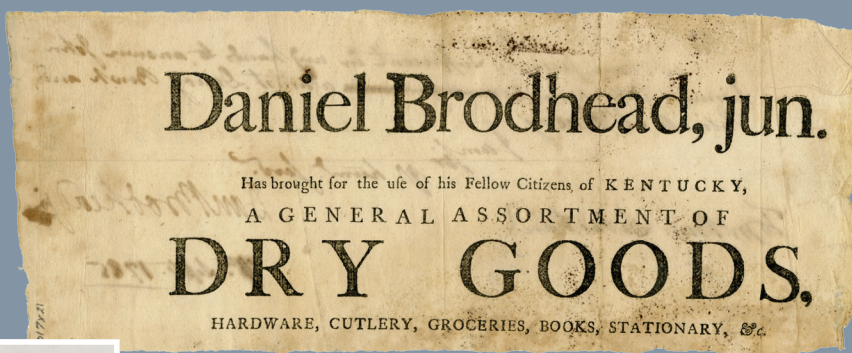 Daniel Brodhead, jun.
Has brought for the uſe of his Fellow Citizens, of KENTUCKY,
A GENERAL ASSORTMENT OF
DRY GOODS,
HARDWARE, CUTLERY, GROCERIES, BOOKS, STATIONARY, &c.